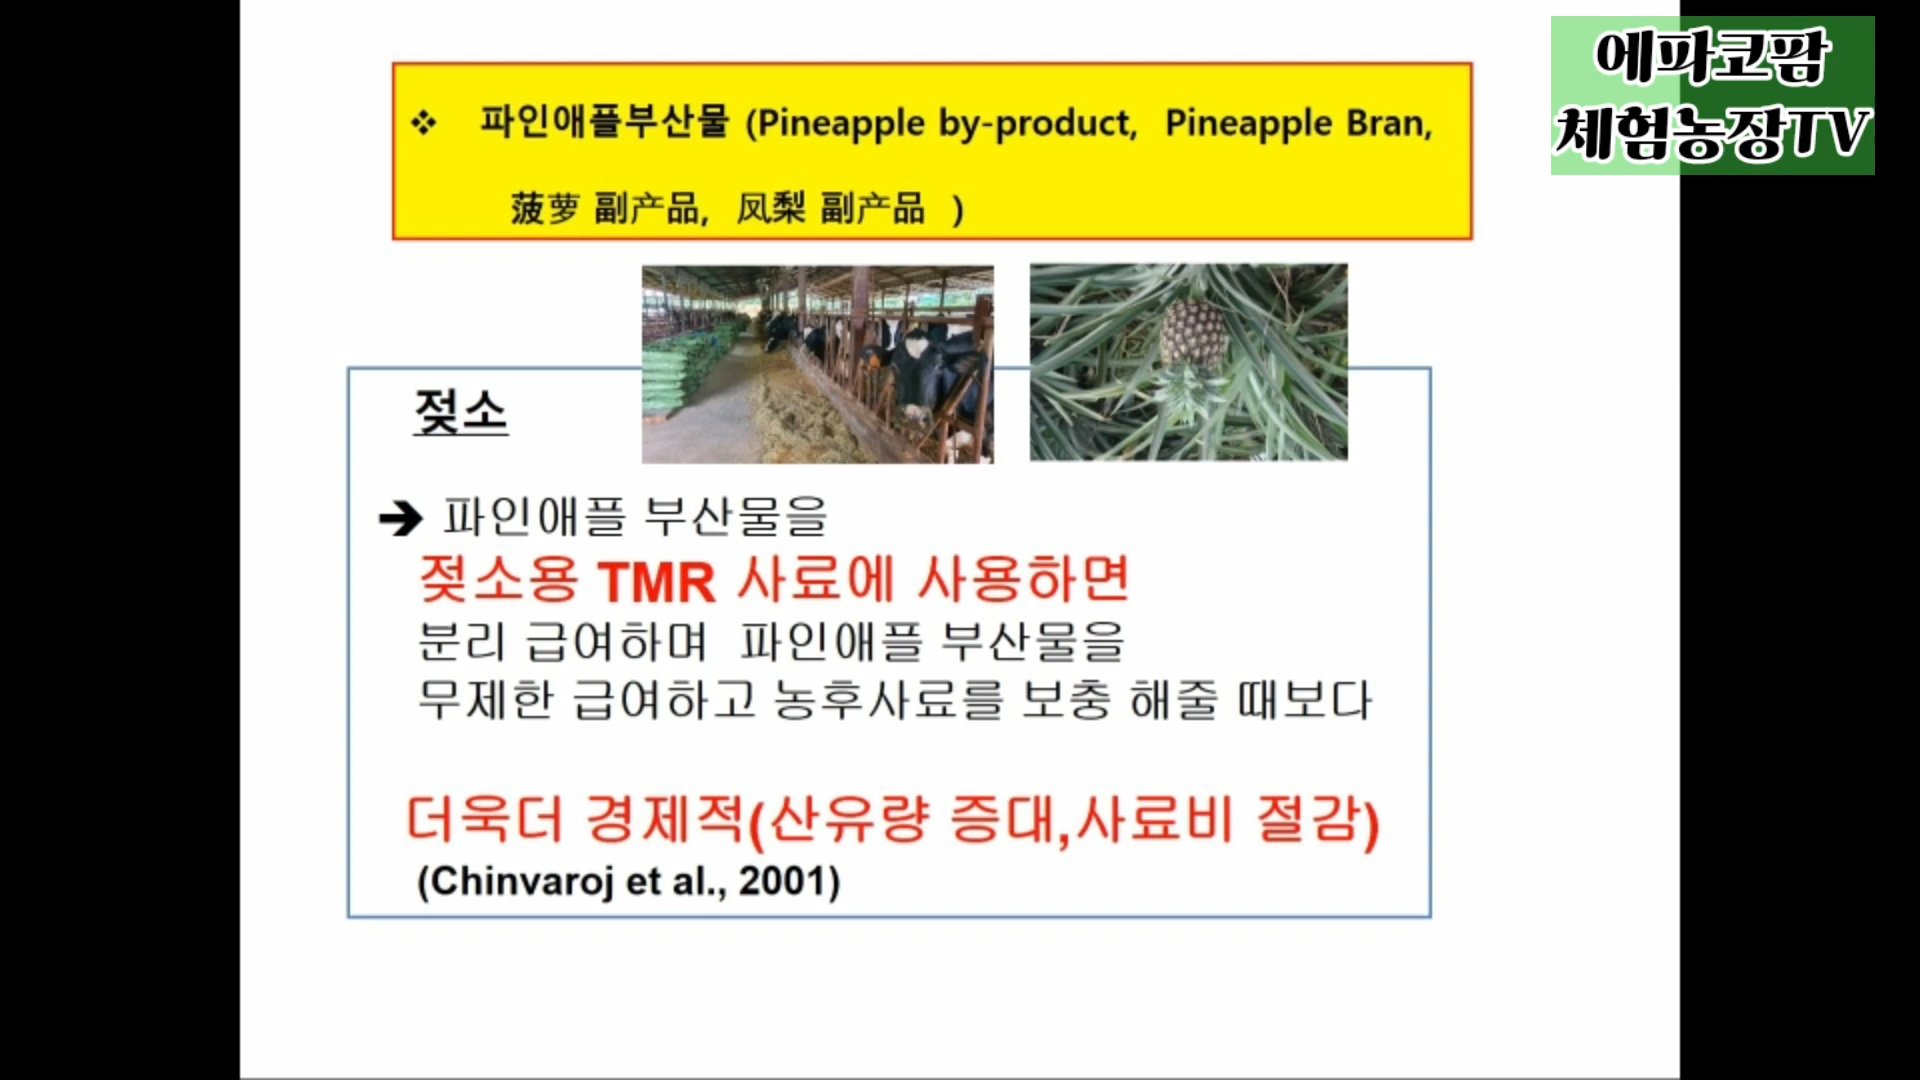 에파코팜
체험농장TV
❖ 파인애플부산물 (Pineapple by-product, Pineapple Bran,
菠萝 副产品, 凤梨 副产品 )
젖소
➔ 파인애플 부산물을
젖소용 TMR 사료에 사용하면
분리 급여하며 파인애플 부산물을
무제한 급여하고 농후사료를 보충 해줄 때보다
더욱더 경제적(산유량 증대,사료비 절감)
(Chinvaroj et al., 2001)